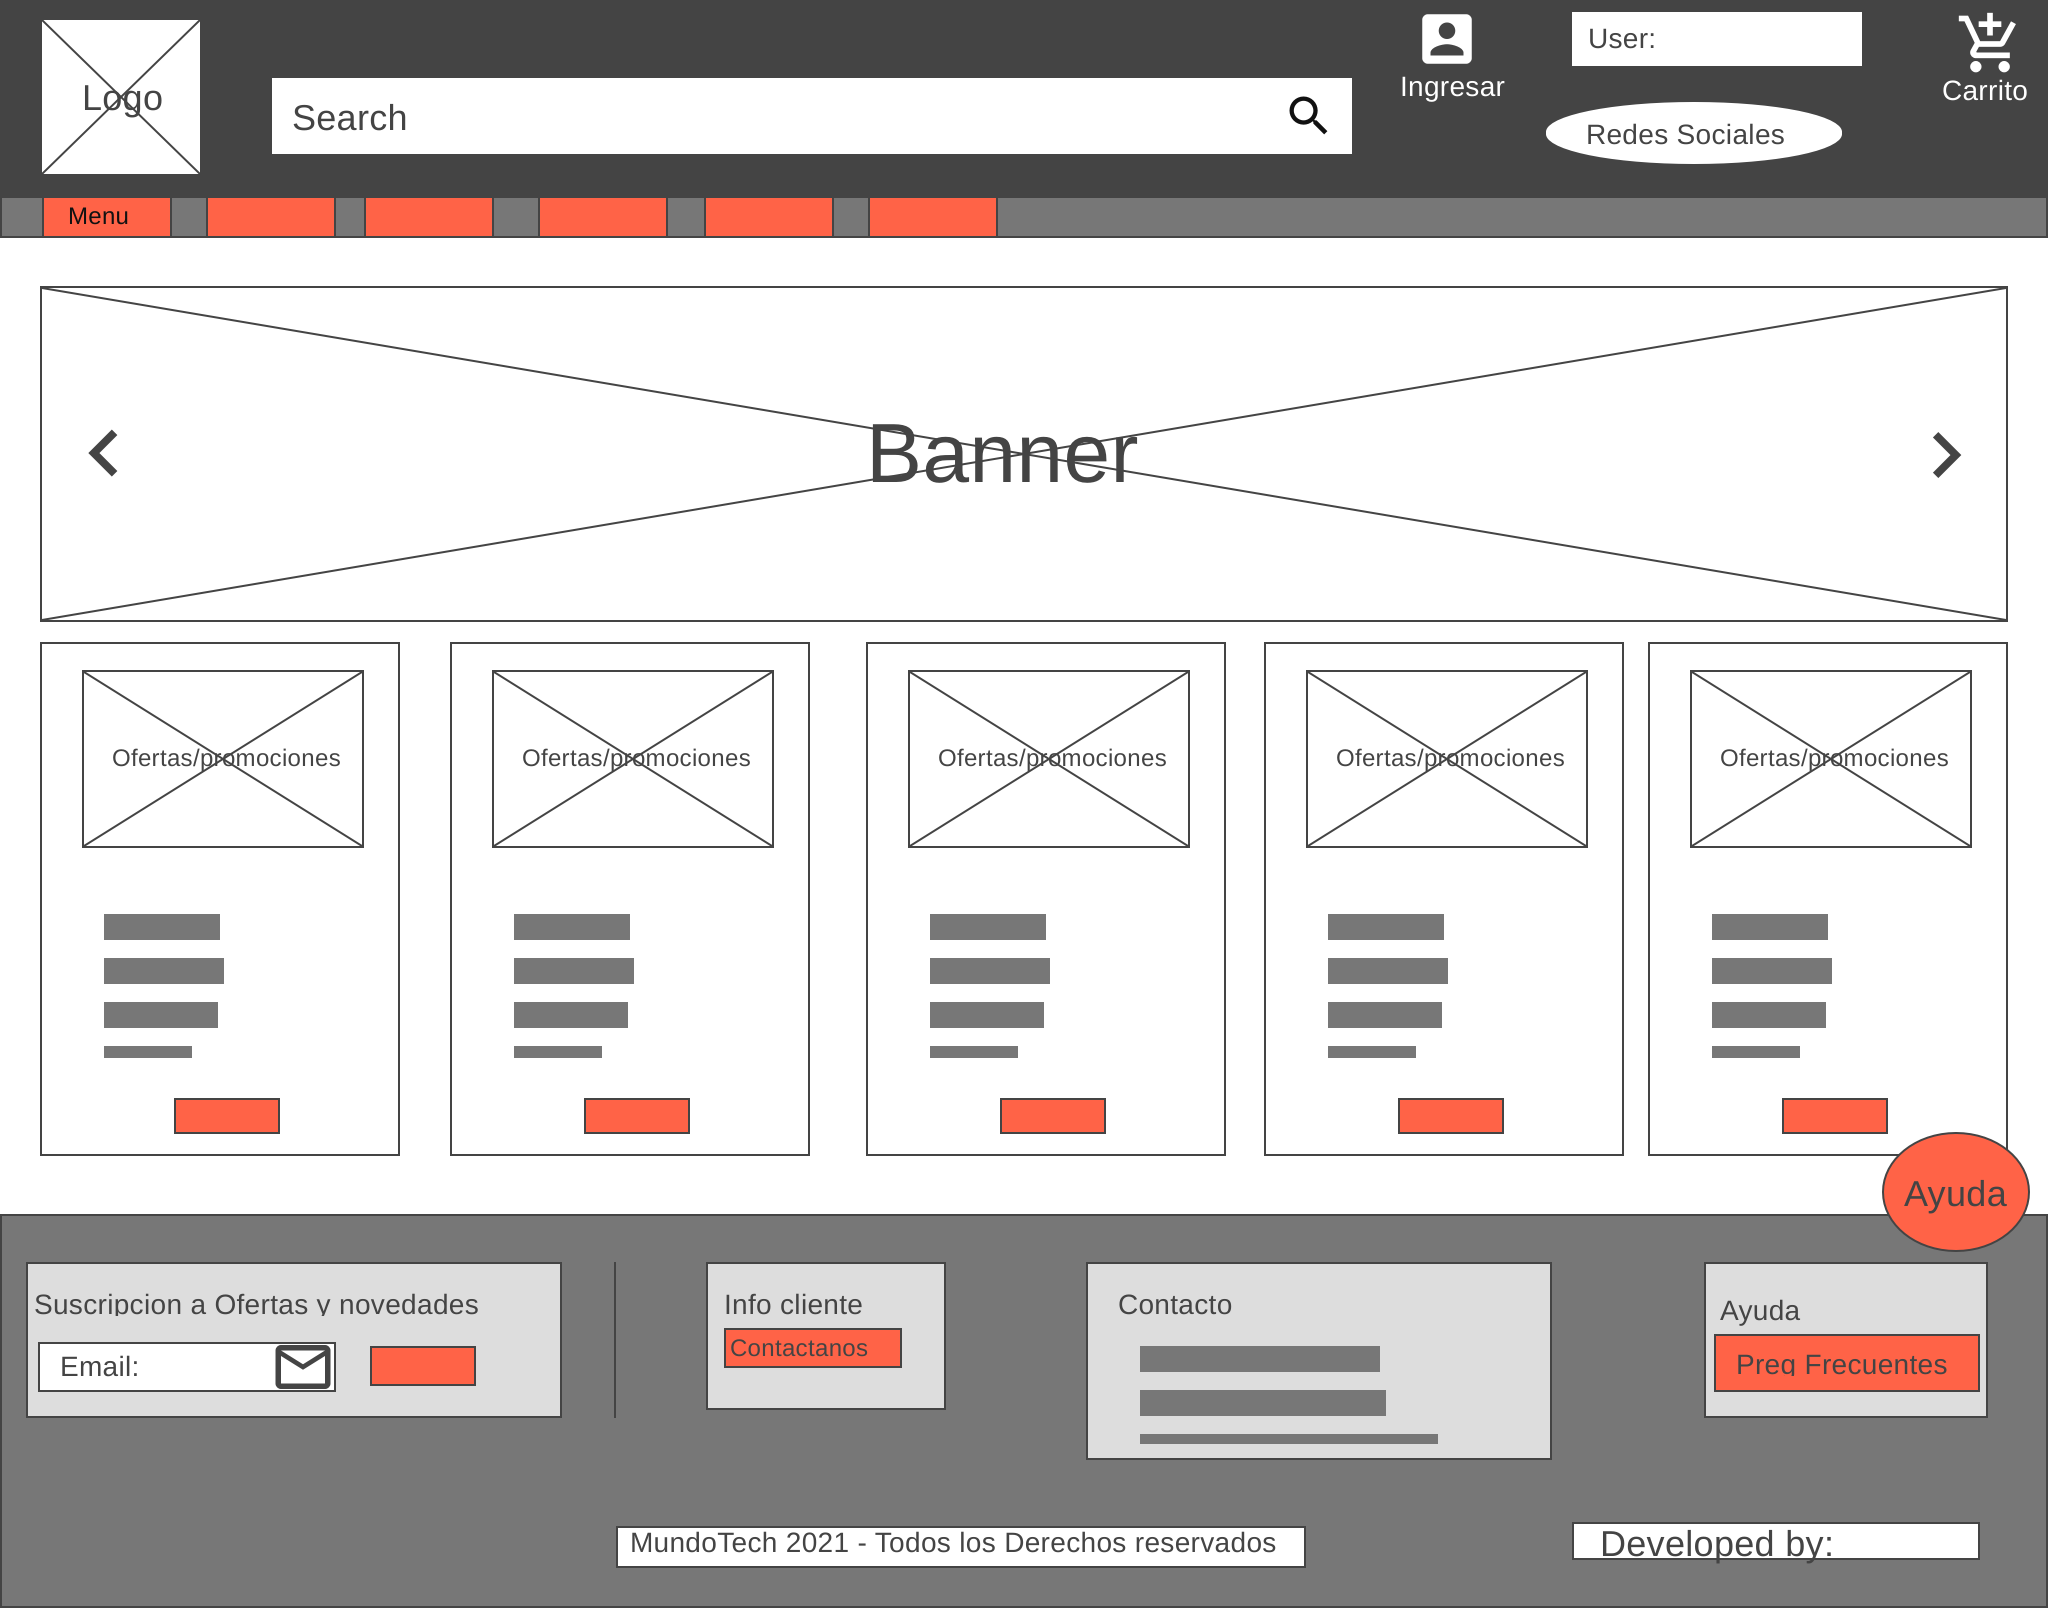 Logo
Search
Ingresar
User:
Redes Sociales
Carrito
Menu
Banner
Ofertas/promociones
Ofertas/promociones
Ofertas/promociones
Ofertas/promociones
Ofertas/promociones
Ayuda
Suscripcion a Ofertas y novedades
Email:
Info cliente
Contactanos
Contacto
Ayuda
Preg Frecuentes
MundoTech 2021 - Todos los Derechos reservados
Developed by: